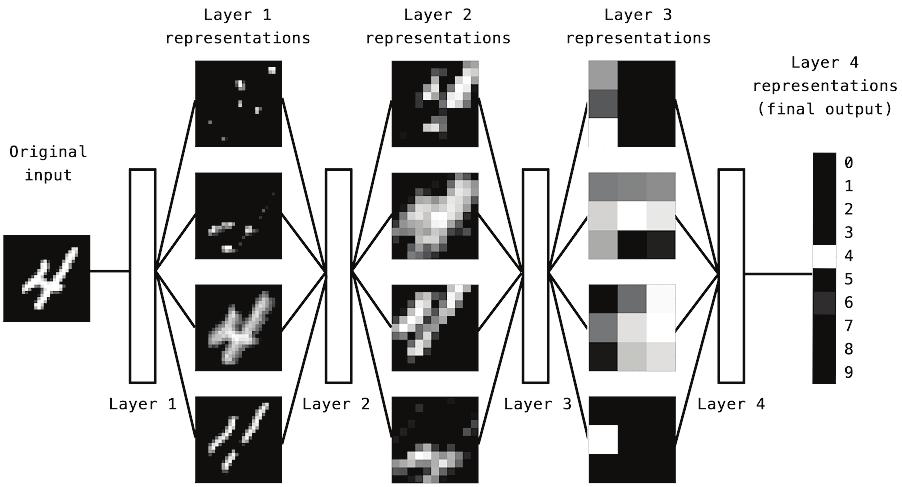 Layer 1
representations
Layer 2
representations
Layer 3
representations
Layer 4
representations
(final output)
Original
input
0
1
2
3
4
5
6
7
8
9
Layer 1
Layer 2
Layer 3
Layer 4